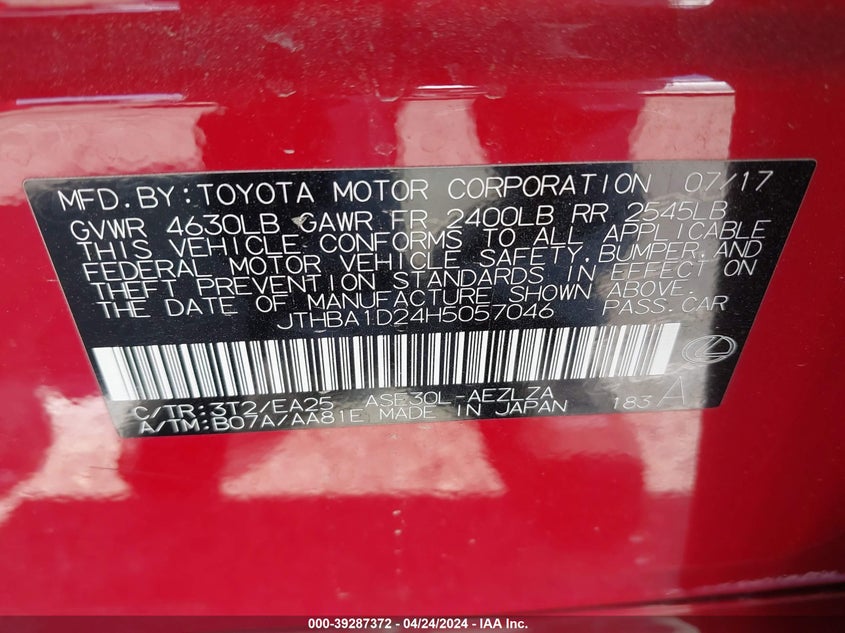 MFD. BY: TOYOTA MOTOR CORPORATION 07/17
GVWR 4630LB GAWR FR 2400LB RR 2545LB
THIS VEHICLE CONFORMS TO ALL APPLICABLE
FEDERAL MOTOR VEHICLE SAFETY, BUMPER, AND
THEFT PREVENTION STANDARDS IN EFFECT ON
THE DATE OF MANUFACTURE SHOWN ABOVE.
JTHBA1D24H5057046 PASS. CAR
C/TR: 3T2/EA25 ASE30L-AEZLZA
A/TM: B07A/AA81E MADE IN JAPAN 183 A
000-39287372 - 04/24/2024 - IAA Inc.